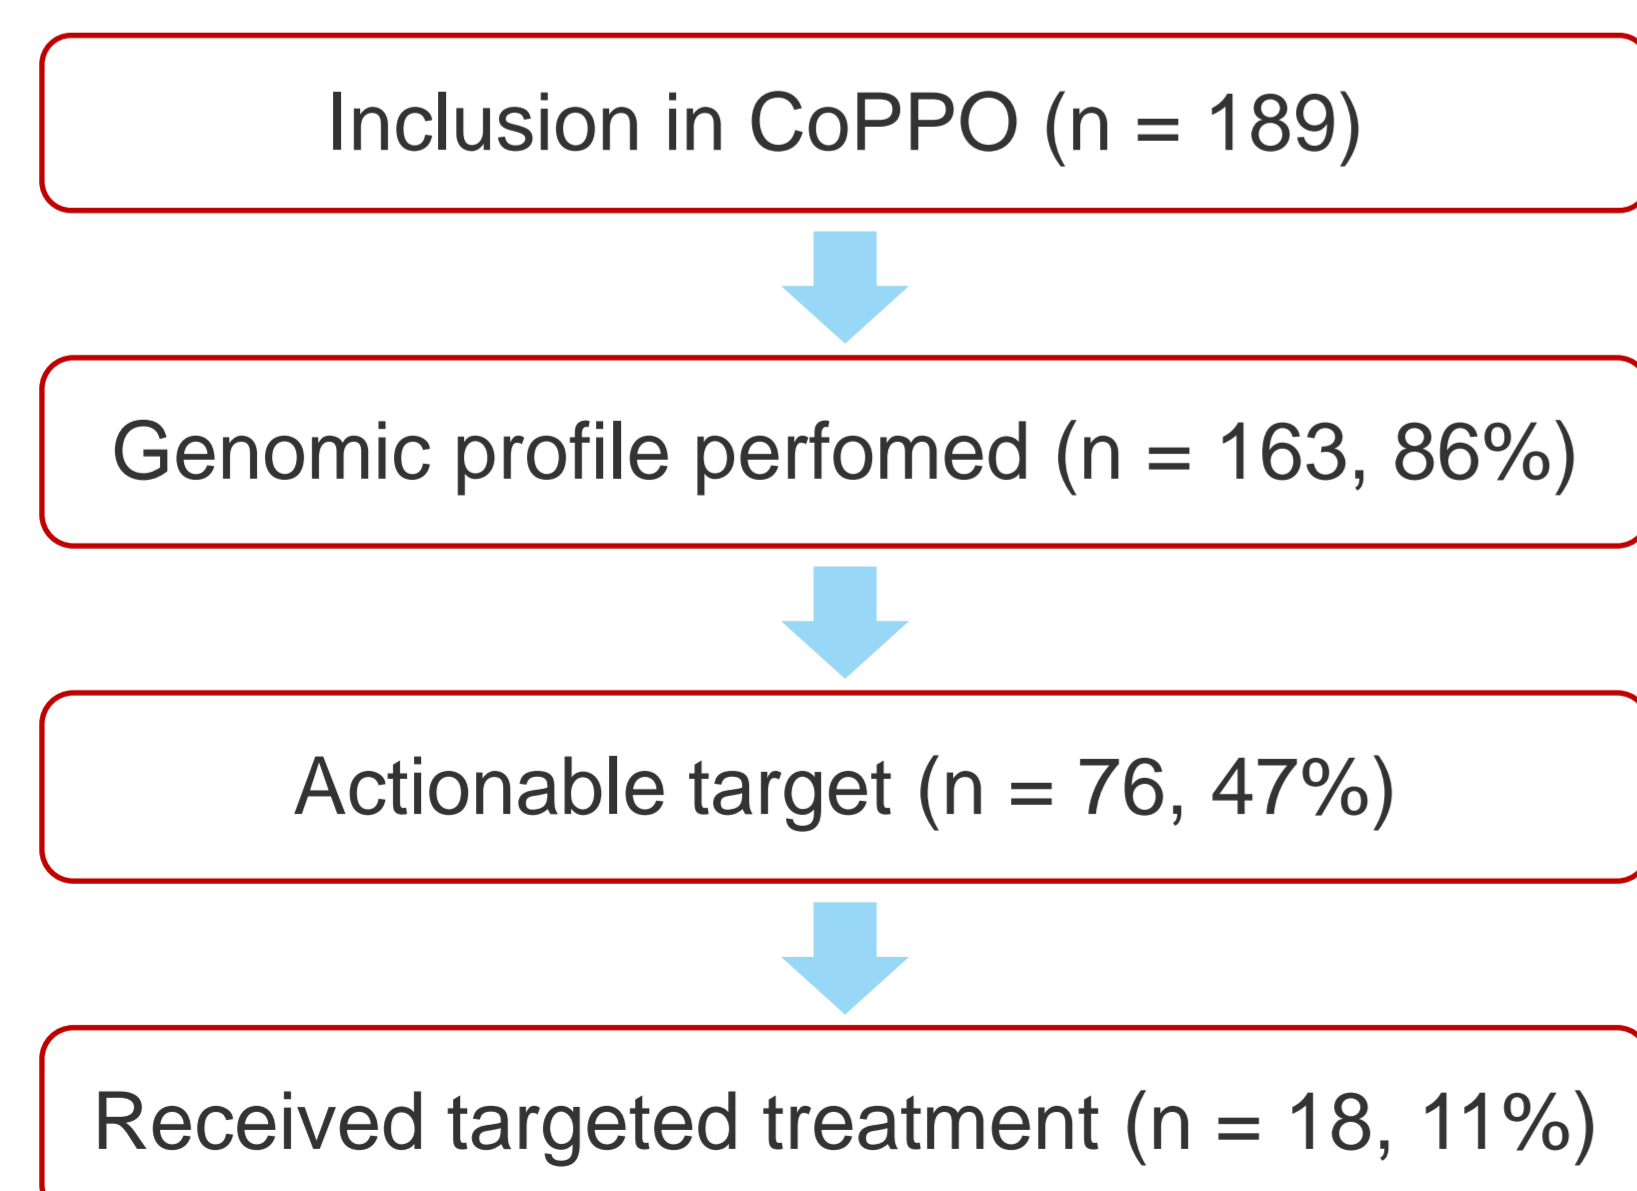 Inclusion in CoPPO (n = 189)
Genomic profile perfomed (n = 163, 86%)
Actionable target (n = 76, 47%)
Received targeted treatment (n = 18, 11%)